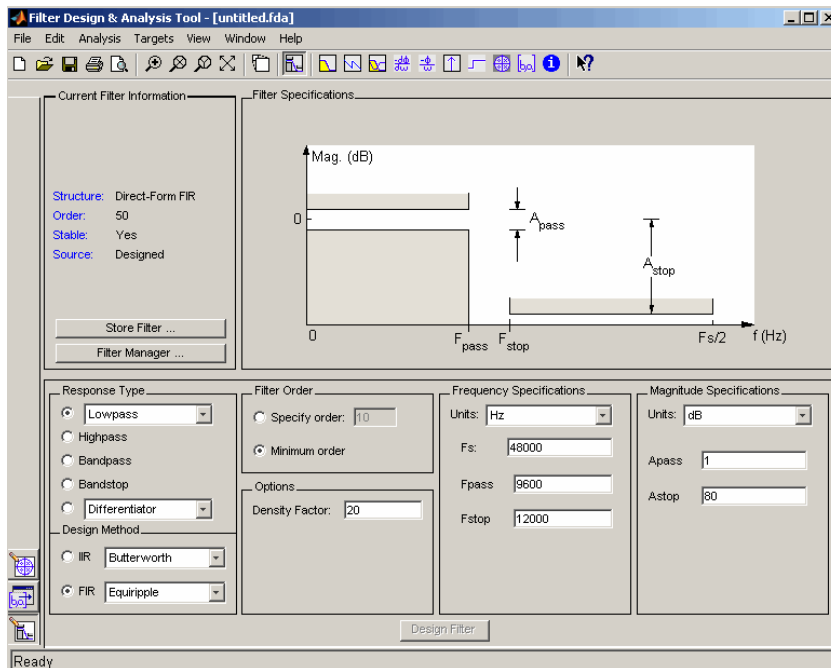 Filter Design & Analysis Tool - [untitled.fda]
File Edit Analysis Targets View Window Help
Current Filter Information
Structure: Direct-Form FIR
Order: 50
Stable: Yes
Source: Designed
Store Filter ...
Filter Manager ...
Filter Specifications
Mag. (dB)
0
Apass
Astop
0
Fpass
Fstop
Fs/2
f (Hz)
Response Type
Lowpass
Highpass
Bandpass
Bandstop
Differentiator
Design Method
IIR Butterworth
FIR Equiripple
Filter Order
Specify order: 10
Minimum order
Options
Density Factor: 20
Frequency Specifications
Units: Hz
Fs: 48000
Fpass 9600
Fstop 12000
Magnitude Specifications
Units: dB
Apass 1
Astop 80
Design Filter
Ready